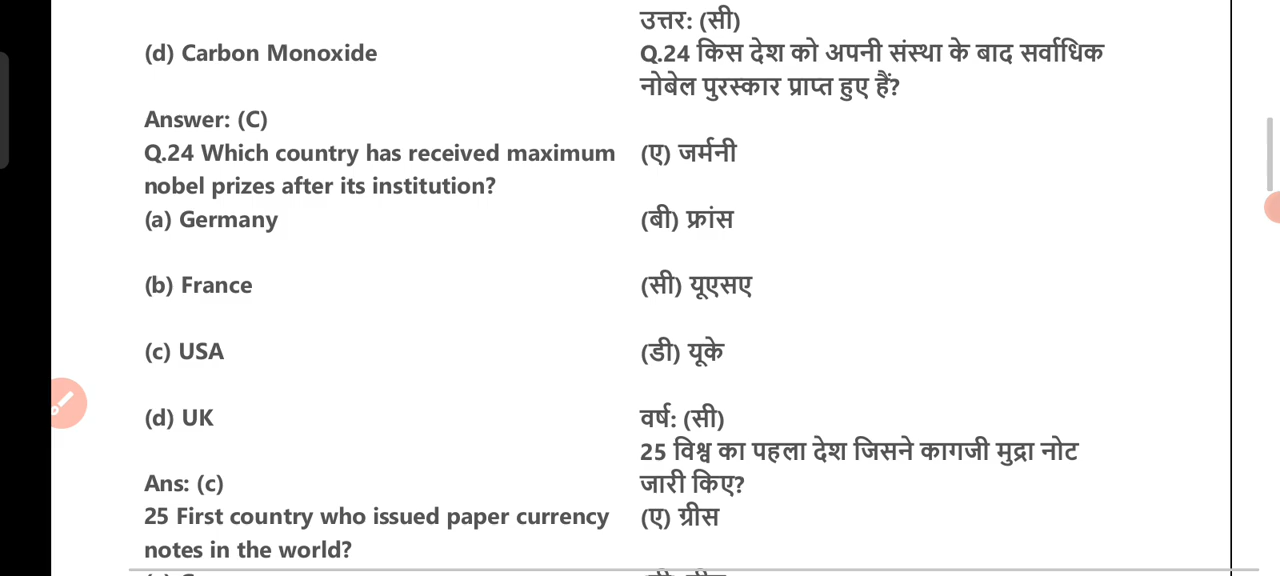 (d) Carbon Monoxide
Answer: (C)
Q.24 Which country has received maximum
nobel prizes after its institution?
(a) Germany
(b) France
(c) USA
(d) UK
Ans: (c)
25 First country who issued paper currency
notes in the world?
उत्तर: (सी)
Q.24 किस देश को अपनी संस्था के बाद सर्वाधिक
नोबेल पुरस्कार प्राप्त हुए हैं?
(ए) जर्मनी
(बी) फ्रांस
(सी) यूएसए
(डी) यूके
वर्ष: (सी)
25 विश्व का पहला देश जिसने कागजी मुद्रा नोट
जारी किए?
(ए) ग्रीस